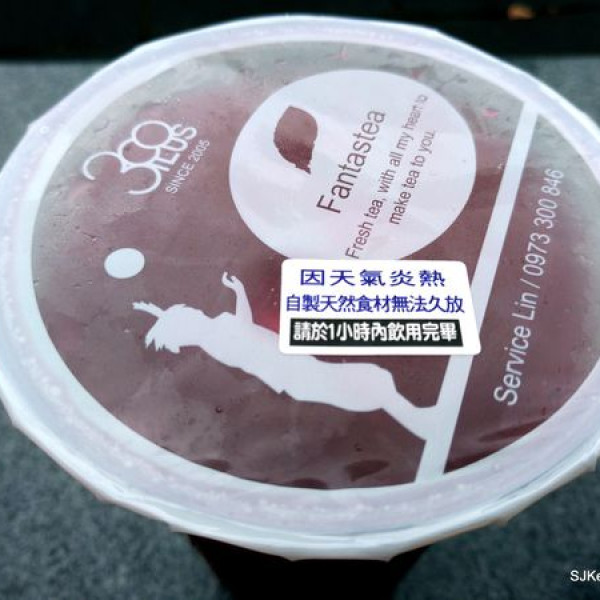 3CO
TLUS
SINCE 2005
Fantastea
Fresh tea, with all my heart to
make tea to you.
因天氣炎熱
自製天然食材無法久放
請於1小時內飲用完畢
Service Lin / 0973 300 846